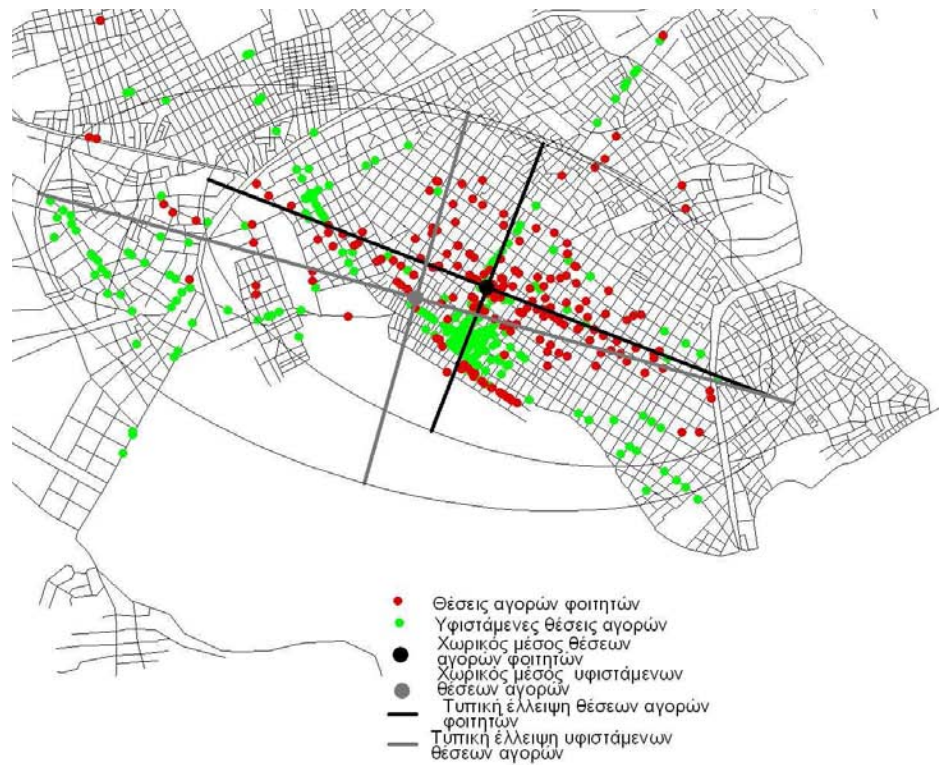 Θέσεις αγορών φοιτητών
Υφιστάμενες θέσεις αγορών
Χωρικός μέσος θέσεων
αγορών φοιτητών
Χωρικός μέσος υφιστάμενων
θέσεων αγορών
Τυπική έλλειψη θέσεων αγορών
φοιτητών
Τυπική έλλειψη υφιστάμενων
θέσεων αγορών